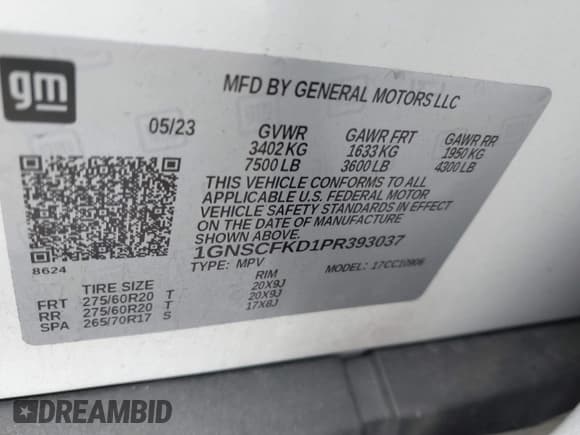 gm
MFD BY GENERAL MOTORS LLC
05/23 GVWR GAWR FRT GAWR RR
3402 KG 1633 KG 1950 KG
7500 LB 3600 LB 4300 LB
THIS VEHICLE CONFORMS TO ALL
APPLICABLE U.S. FEDERAL MOTOR
VEHICLE SAFETY STANDARDS IN EFFECT
ON THE DATE OF MANUFACTURE
SHOWN ABOVE.
1GNSCFKD1PR393037
8624
TYPE: MPV MODEL: 17CC10906
TIRE SIZE RIM
FRT 275/60R20 T 20X9J
RR 275/60R20 T 20X9J
SPA 265/70R17 S 17X8J
DREAMBID